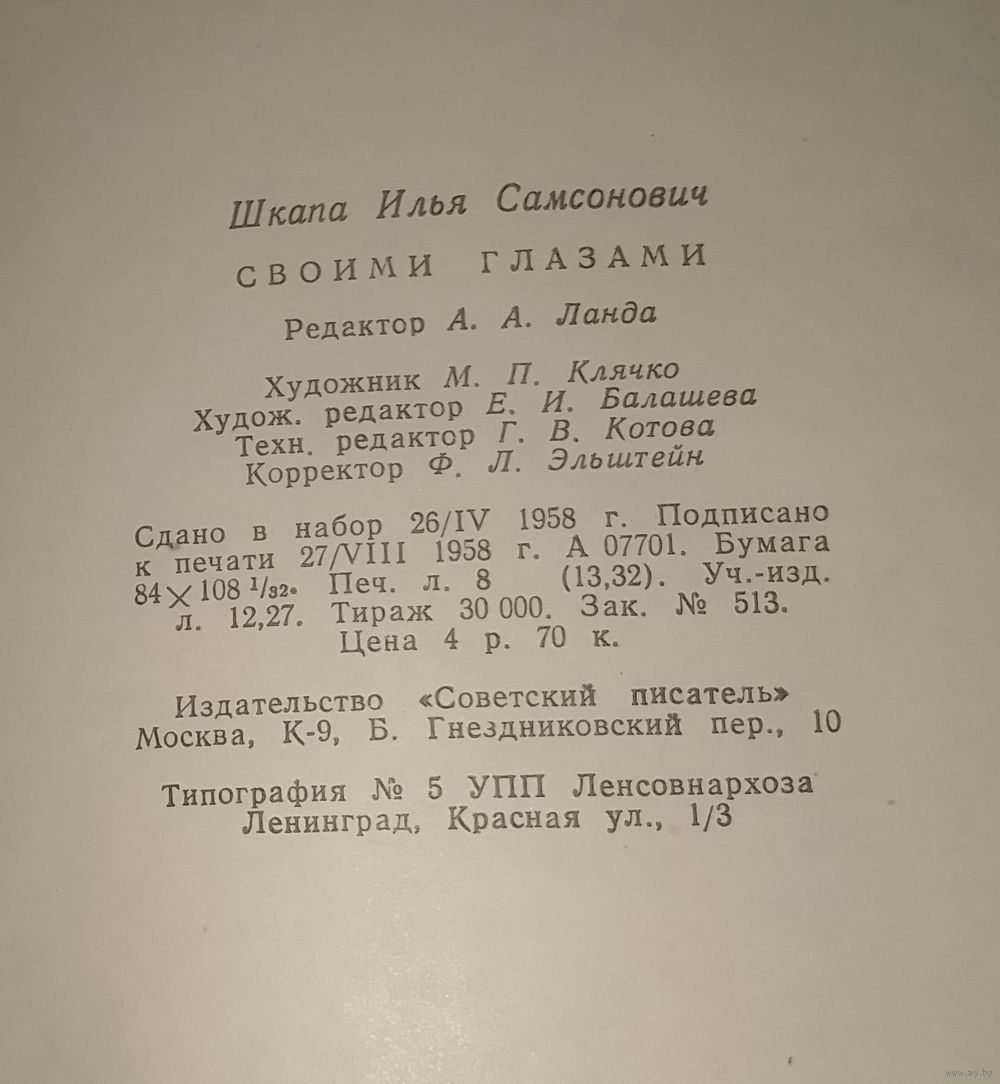 Шкапа Илья Самсонович
СВОИМИ ГЛАЗАМИ
Редактор А. А. Ланда
Художник М. П. Клячко
Худож. редактор Е. И. Балашева
Техн. редактор Г. В. Котова
Корректор Ф. Л. Эльштейн
Сдано в набор 26/IV 1958 г. Подписано
к печати 27/VIII 1958 г. А 07701. Бумага
84 × 108 1/32. Печ. л. 8 (13,32). Уч.-изд.
л. 12,27. Тираж 30 000. Зак. № 513.
Цена 4 р. 70 к.
Издательство «Советский писатель»
Москва, К-9, Б. Гнездниковский пер., 10
Типография № 5 УПП Ленсовнархоза
Ленинград, Красная ул., 1/3
www.ay.by